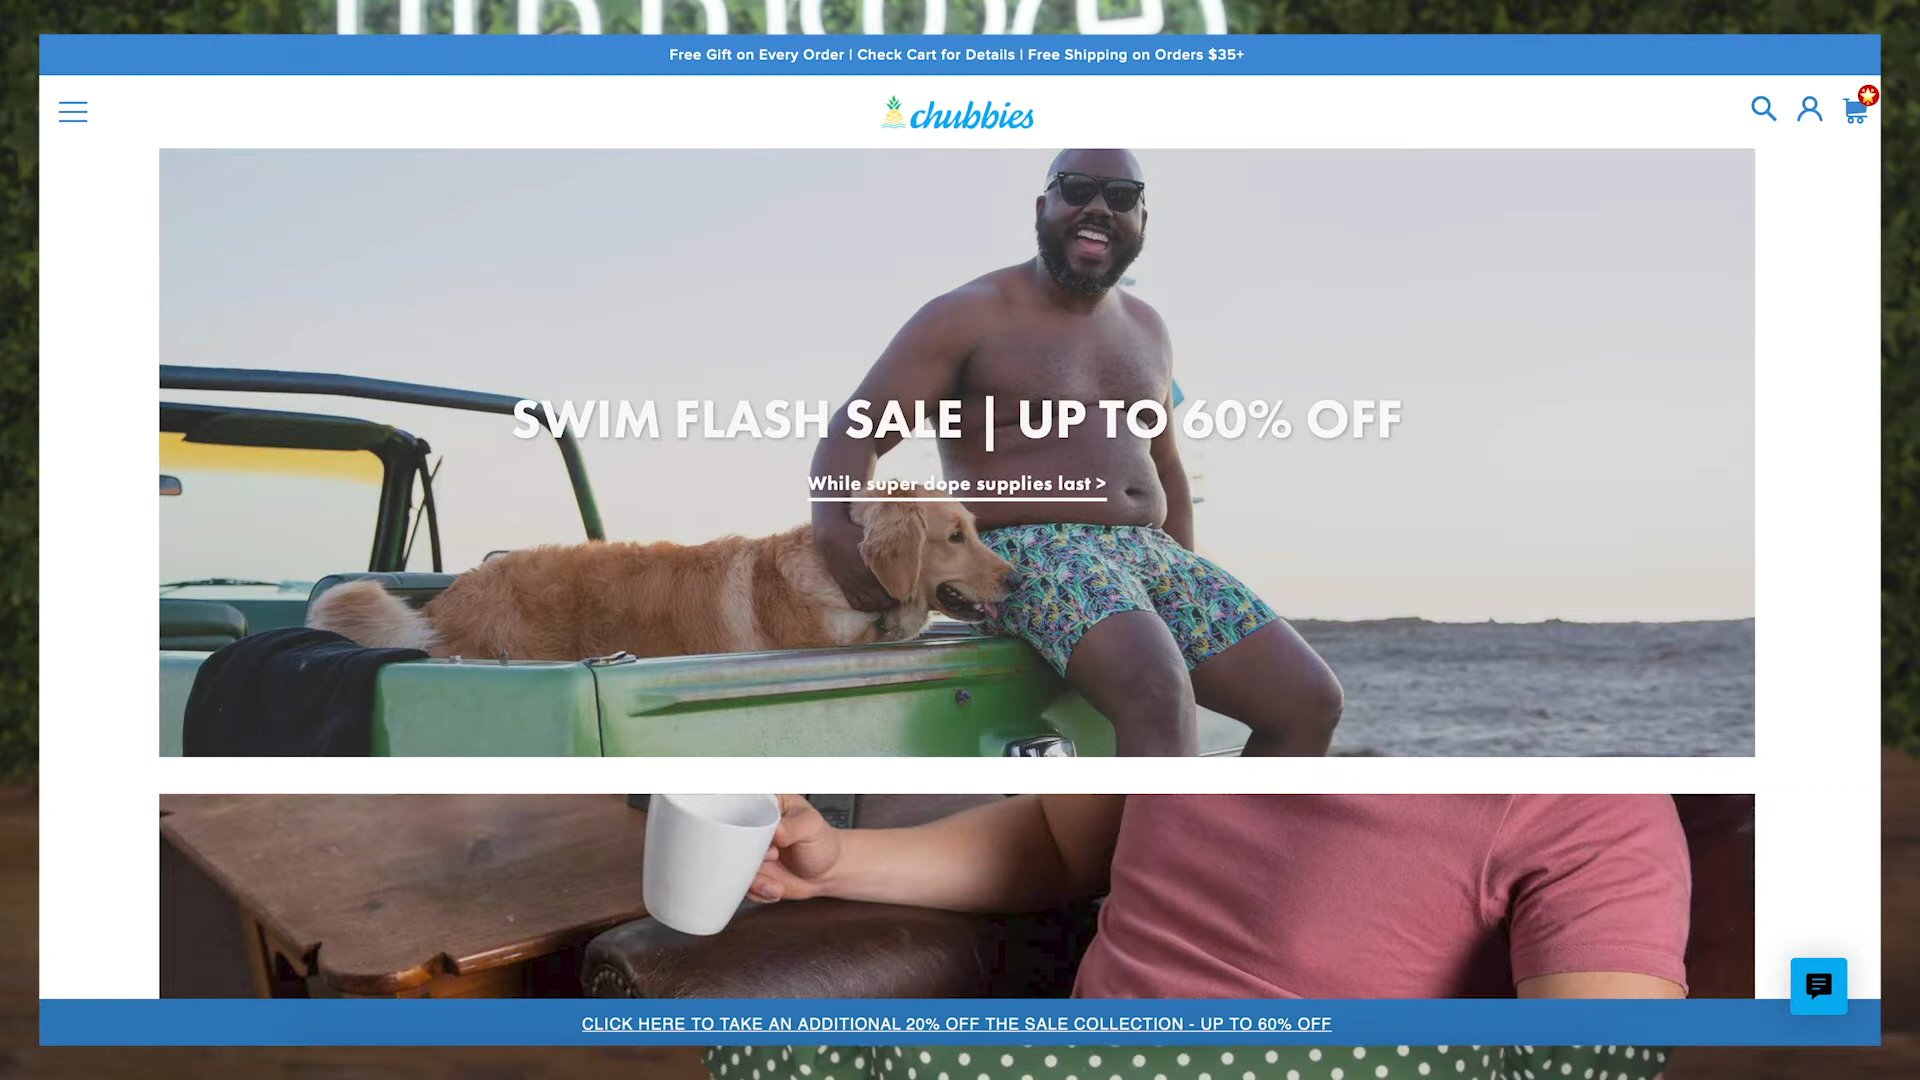 Free Gift on Every Order | Check Cart for Details | Free Shipping on Orders $35+
chubbies
SWIM FLASH SALE | UP TO 60% OFF
While super dope supplies last >
CLICK HERE TO TAKE AN ADDITIONAL 20% OFF THE SALE COLLECTION - UP TO 60% OFF